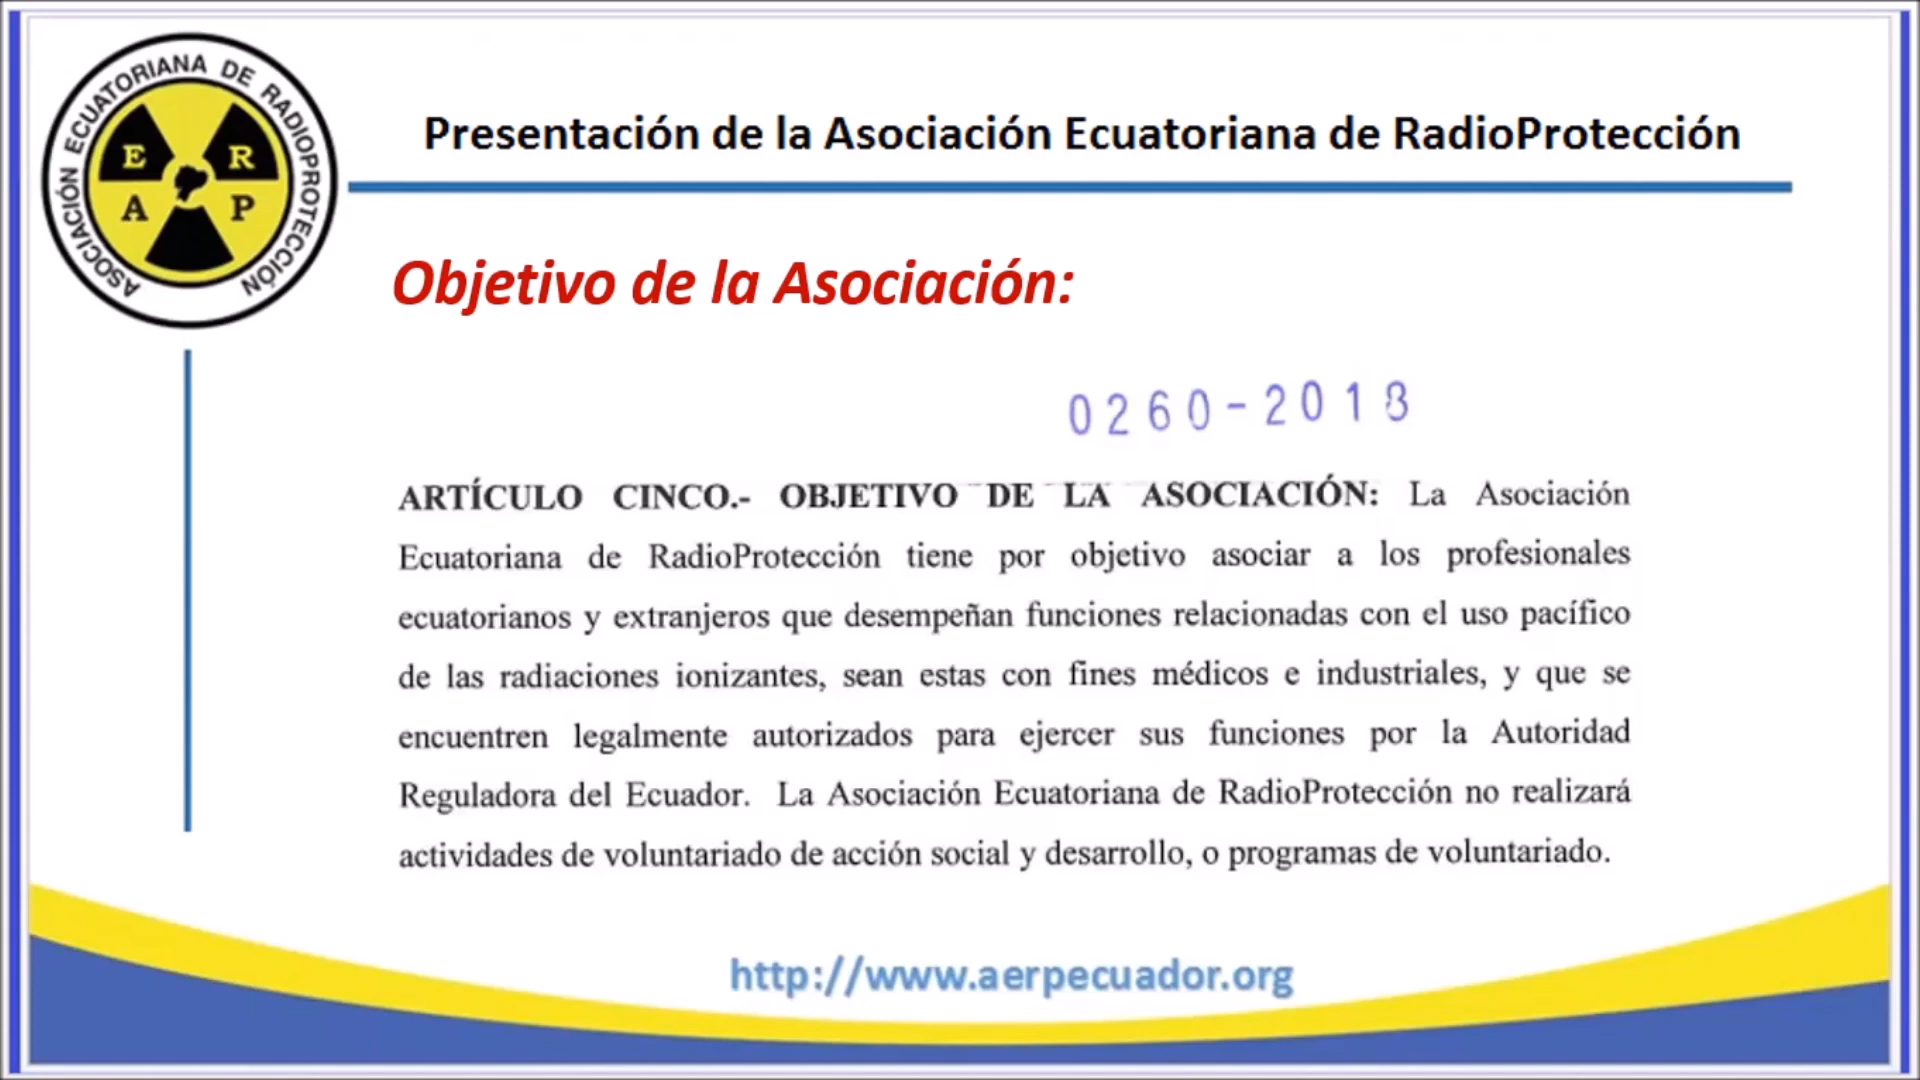 ASOCIACIÓN ECUATORIANA DE RADIOPROTECCIÓN
E R
A P
Presentación de la Asociación Ecuatoriana de RadioProtección
Objetivo de la Asociación:
0260-2018
ARTÍCULO CINCO.- OBJETIVO DE LA ASOCIACIÓN: La Asociación
Ecuatoriana de RadioProtección tiene por objetivo asociar a los profesionales
ecuatorianos y extranjeros que desempeñan funciones relacionadas con el uso pacífico
de las radiaciones ionizantes, sean estas con fines médicos e industriales, y que se
encuentren legalmente autorizados para ejercer sus funciones por la Autoridad
Reguladora del Ecuador. La Asociación Ecuatoriana de RadioProtección no realizará
actividades de voluntariado de acción social y desarrollo, o programas de voluntariado.
http://www.aerpecuador.org